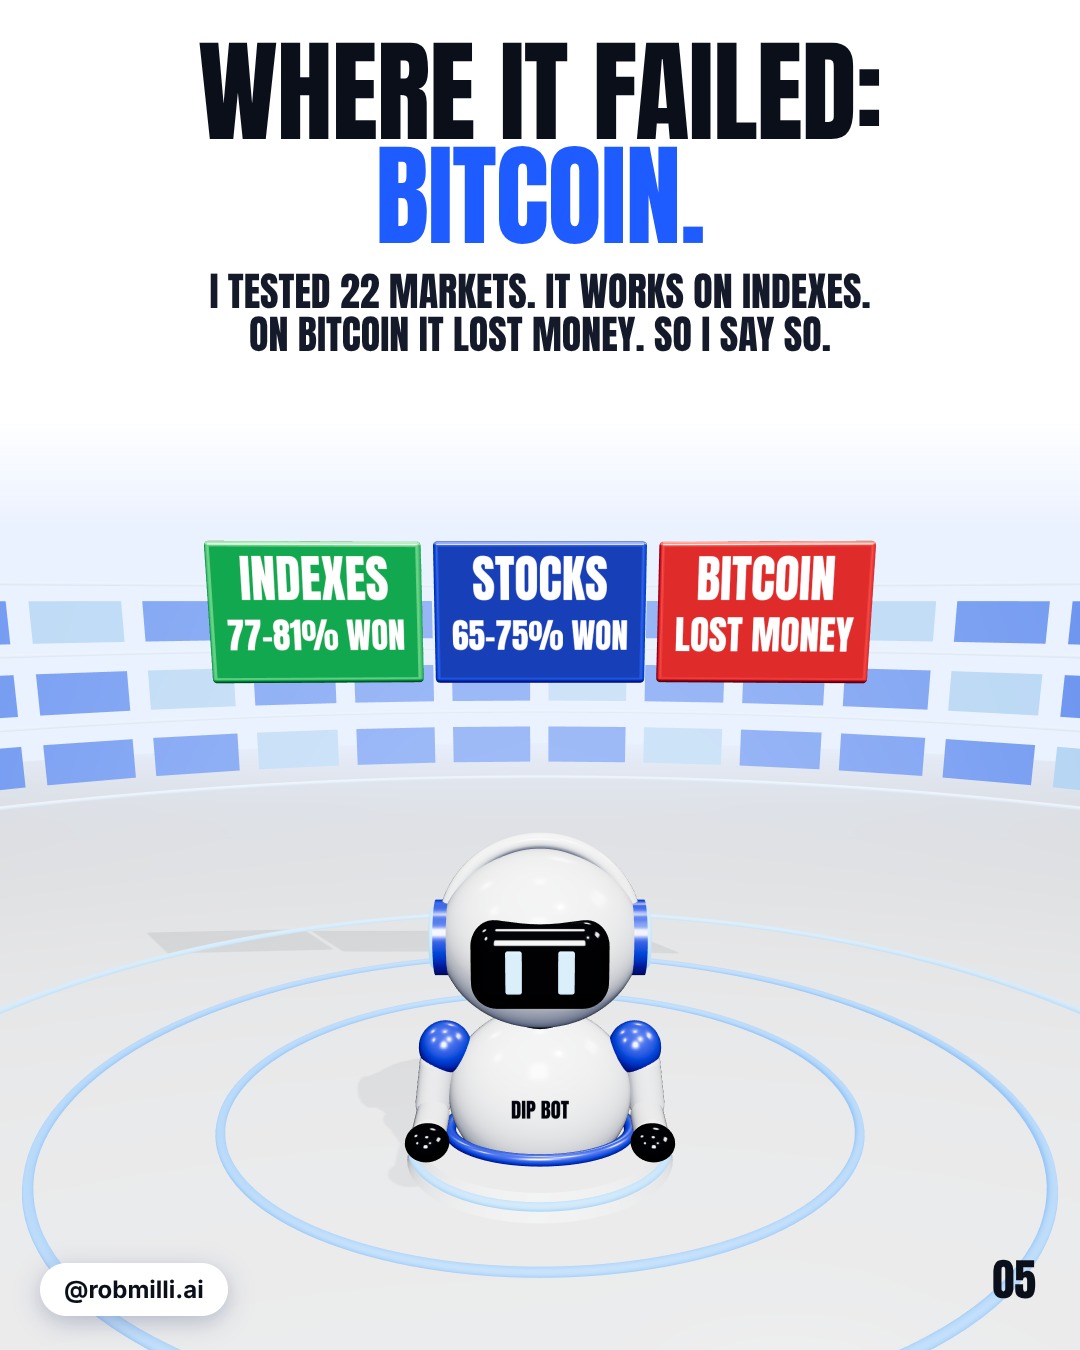 WHERE IT FAILED:
BITCOIN.
I TESTED 22 MARKETS. IT WORKS ON INDEXES.
ON BITCOIN IT LOST MONEY. SO I SAY SO.
INDEXES
77-81% WON
STOCKS
65-75% WON
BITCOIN
LOST MONEY
DIP BOT
@robmilli.ai
05